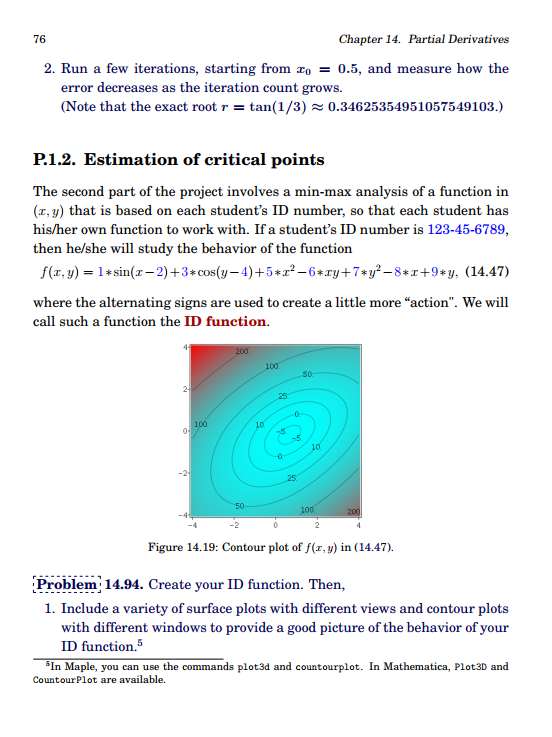 76
Chapter 14. Partial Derivatives
2. Run a few iterations, starting from x₀ = 0.5, and measure how the
error decreases as the iteration count grows.
(Note that the exact root r = tan(1/3) ≈ 0.34625354951057549103.)
P.1.2. Estimation of critical points
The second part of the project involves a min-max analysis of a function in
(x, y) that is based on each student's ID number, so that each student has
his/her own function to work with. If a student's ID number is 123-45-6789,
then he/she will study the behavior of the function
f(x, y) = 1∗sin(x−2)+3∗cos(y−4)+5∗x²−6∗xy+7∗y²−8∗x+9∗y, (14.47)
where the alternating signs are used to create a little more “action". We will
call such a function the ID function.
4
200
100
50
2
25
0
100
10
0
-5
-5
10
0
-2
25
50
100
200
-4
-4 -2 0 2 4
Figure 14.19: Contour plot of f(x, y) in (14.47).
Problem 14.94. Create your ID function. Then,
1. Include a variety of surface plots with different views and contour plots
with different windows to provide a good picture of the behavior of your
ID function.⁵
⁵In Maple, you can use the commands plot3d and countourplot. In Mathematica, Plot3D and
CountourPlot are available.